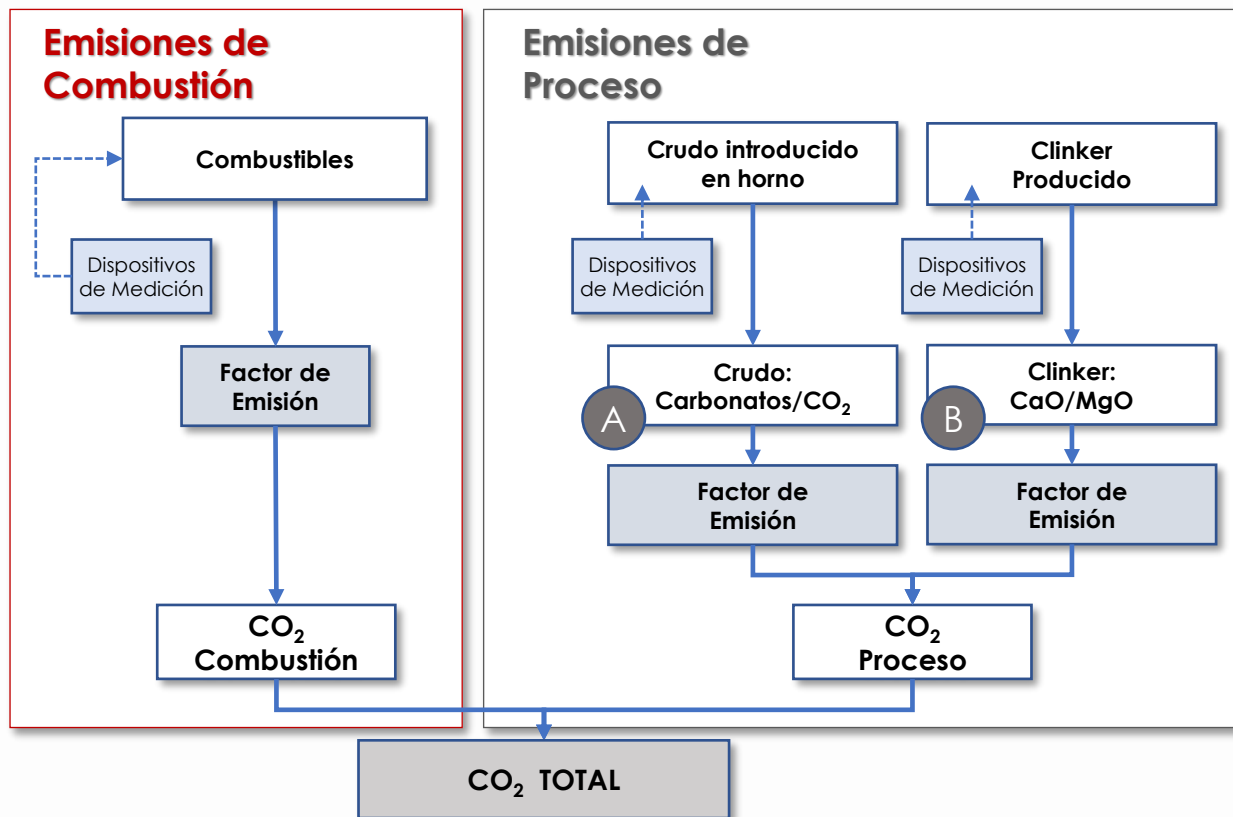 Emisiones de
Combustión
Combustibles
Dispositivos
de Medición
Factor de
Emisión
CO₂
Combustión
Emisiones de
Proceso
Crudo introducido
en horno
Clinker
Producido
Dispositivos
de Medición
Dispositivos
de Medición
Crudo:
Carbonatos/CO₂
A
Clinker:
CaO/MgO
B
Factor de
Emisión
Factor de
Emisión
CO₂
Proceso
CO₂ TOTAL